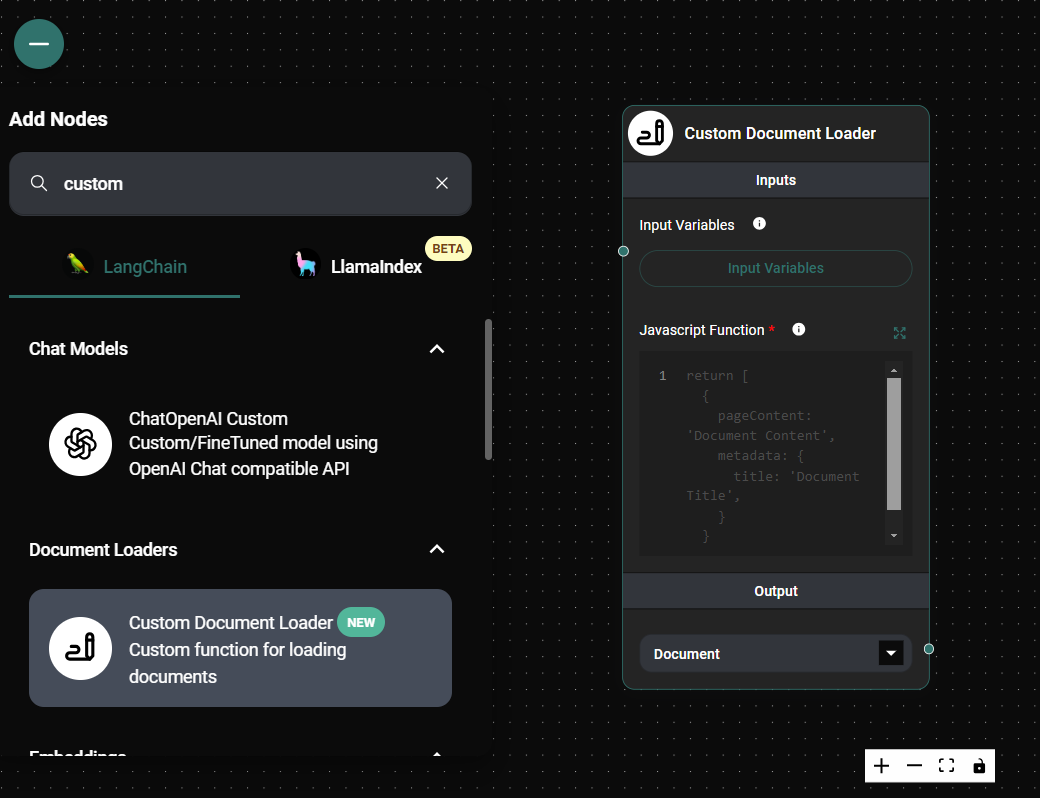 Add Nodes
custom
LangChain
LlamaIndex
BETA
Chat Models
ChatOpenAI Custom
Custom/FineTuned model using
OpenAI Chat compatible API
Document Loaders
Custom Document Loader NEW
Custom function for loading
documents
Embeddings
Custom Document Loader
Inputs
Input Variables
Input Variables
Javascript Function *
1 return [
{
pageContent:
'Document Content',
metadata: {
title: 'Document
Title',
}
}
Output
Document